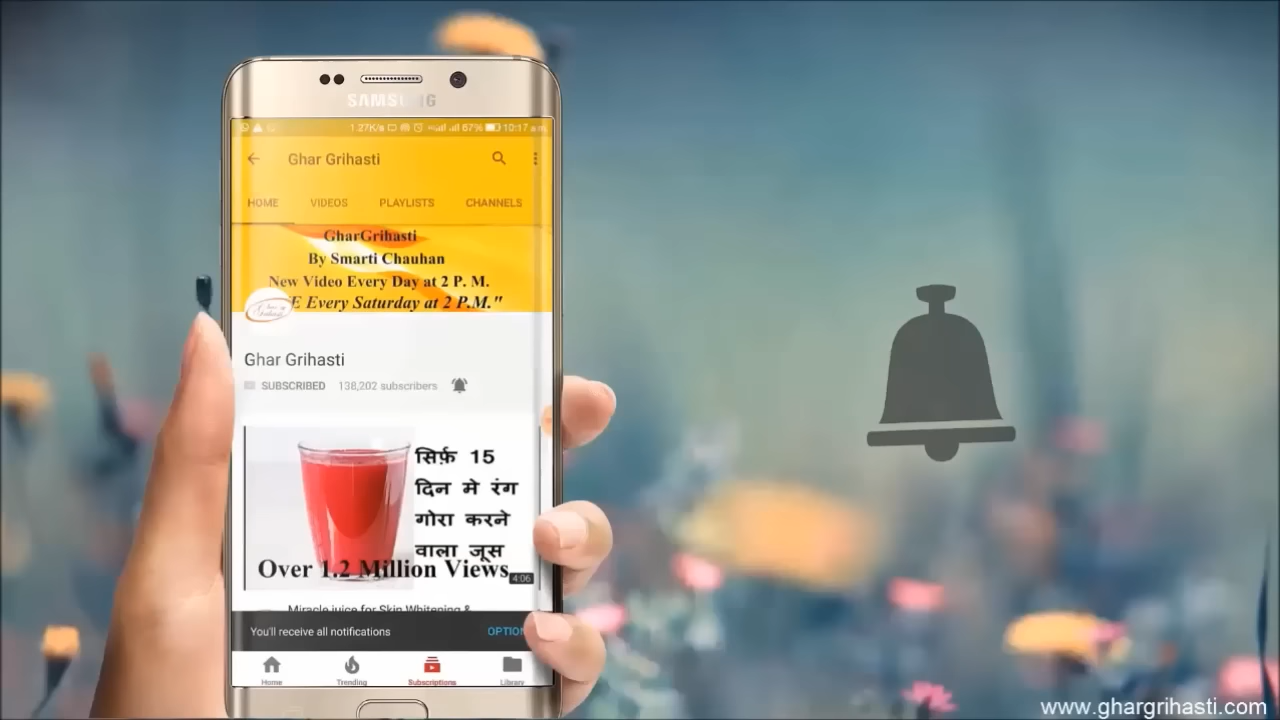 SAMSUNG
1.27K/s 67% 10:17 a.m.
Ghar Grihasti
HOME VIDEOS PLAYLISTS CHANNELS
GharGrihasti
By Smarti Chauhan
New Video Every Day at 2 P. M.
E Every Saturday at 2 P.M."
Ghar Grihasti
SUBSCRIBED 138,202 subscribers
सिर्फ़ 15
दिन मे रंग
गोरा करने
वाला जूस
Over 1.2 Million Views
4:06
Miracle juice for Skin Whitening &
You'll receive all notifications OPTION
Home Trending Subscriptions Library
www.ghargrihasti.com